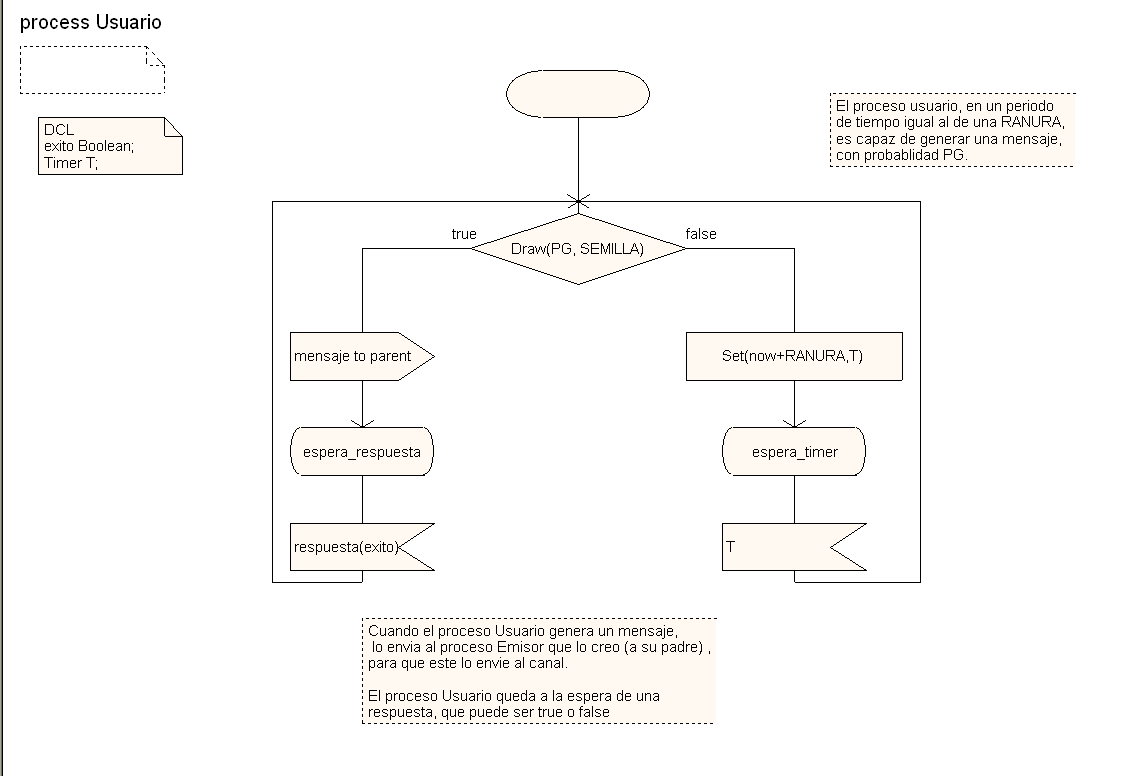 process Usuario
DCL
exito Boolean;
Timer T;
El proceso usuario, en un periodo
de tiempo igual al de una RANURA,
es capaz de generar una mensaje,
con probablidad PG.
true
false
Draw(PG, SEMILLA)
mensaje to parent
Set(now+RANURA,T)
espera_respuesta
espera_timer
respuesta(exito)
T
Cuando el proceso Usuario genera un mensaje,
lo envia al proceso Emisor que lo creo (a su padre) ,
para que este lo envie al canal.
El proceso Usuario queda a la espera de una
respuesta, que puede ser true o false